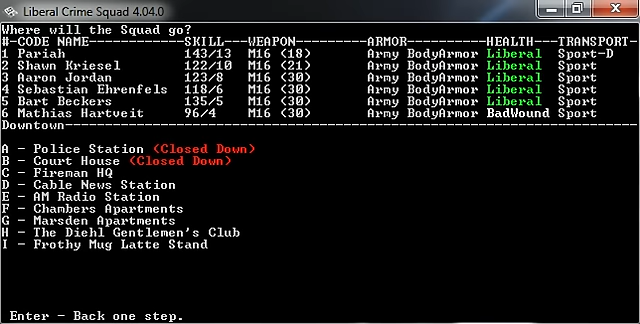 Liberal Crime Squad 4.04.0
Where will the Squad go?
#-CODE NAME------------SKILL---WEAPON---------ARMOR---------HEALTH---TRANSPORT-
1 Pariah 143/13 M16 (18) Army BodyArmor Liberal Sport-D
2 Shawn Kriesel 122/10 M16 (21) Army BodyArmor Liberal Sport
3 Aaron Jordan 123/8 M16 (30) Army BodyArmor Liberal Sport
4 Sebastian Ehrenfels 118/6 M16 (30) Army BodyArmor Liberal Sport
5 Bart Beckers 135/5 M16 (30) Army BodyArmor Liberal Sport
6 Mathias Hartveit 96/4 M16 (30) Army BodyArmor BadWound Sport
Downtown------------------------------------------------------------------------
A - Police Station (Closed Down)
B - Court House (Closed Down)
C - Fireman HQ
D - Cable News Station
E - AM Radio Station
F - Chambers Apartments
G - Marsden Apartments
H - The Diehl Gentlemen's Club
I - Frothy Mug Latte Stand
Enter - Back one step.